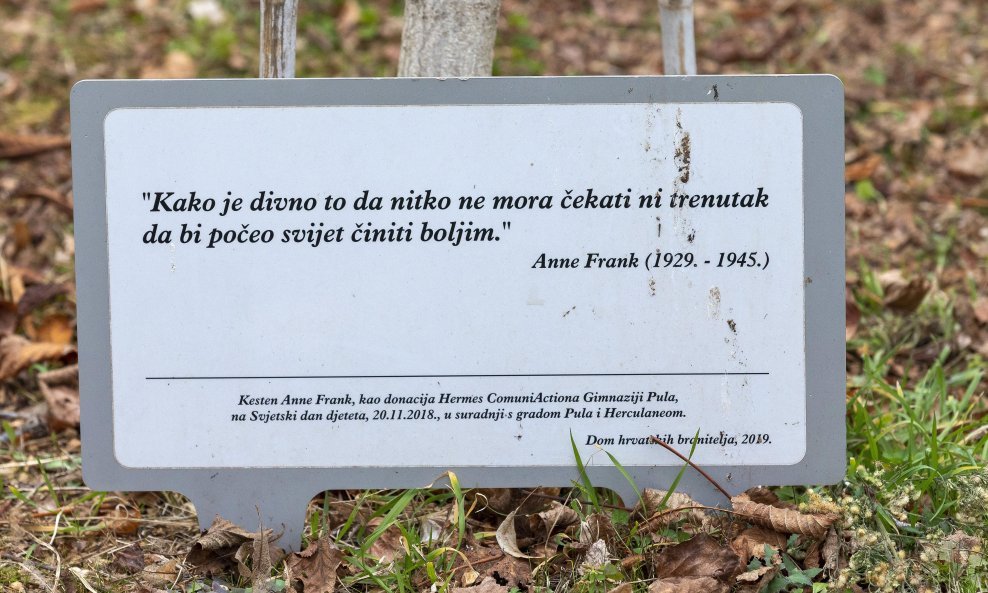 "Kako je divno to da nitko ne mora čekati ni trenutak
da bi počeo svijet činiti boljim."
Anne Frank (1929. - 1945.)
Kesten Anne Frank, kao donacija Hermes ComuniActiona Gimnaziji Pula,
na Svjetski dan djeteta, 20.11.2018., u suradnji s gradom Pula i Herculaneom.
Dom hrvatskih branitelja, 2019.